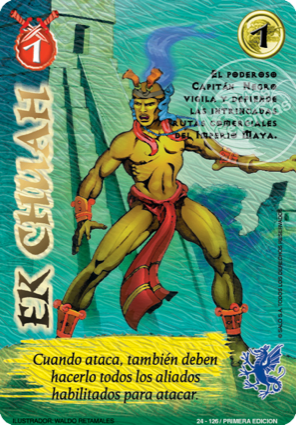 1
1
El poderoso
Capitán Negro
vigila y defiende
las intrincadas
rutas comerciales
del Imperio Maya.
EK CHUAH
Cuando ataca, también deben
hacerlo todos los aliados
habilitados para atacar.
ILUSTRADOR: WALDO RETAMALES
24 - 126 / PRIMERA EDICION